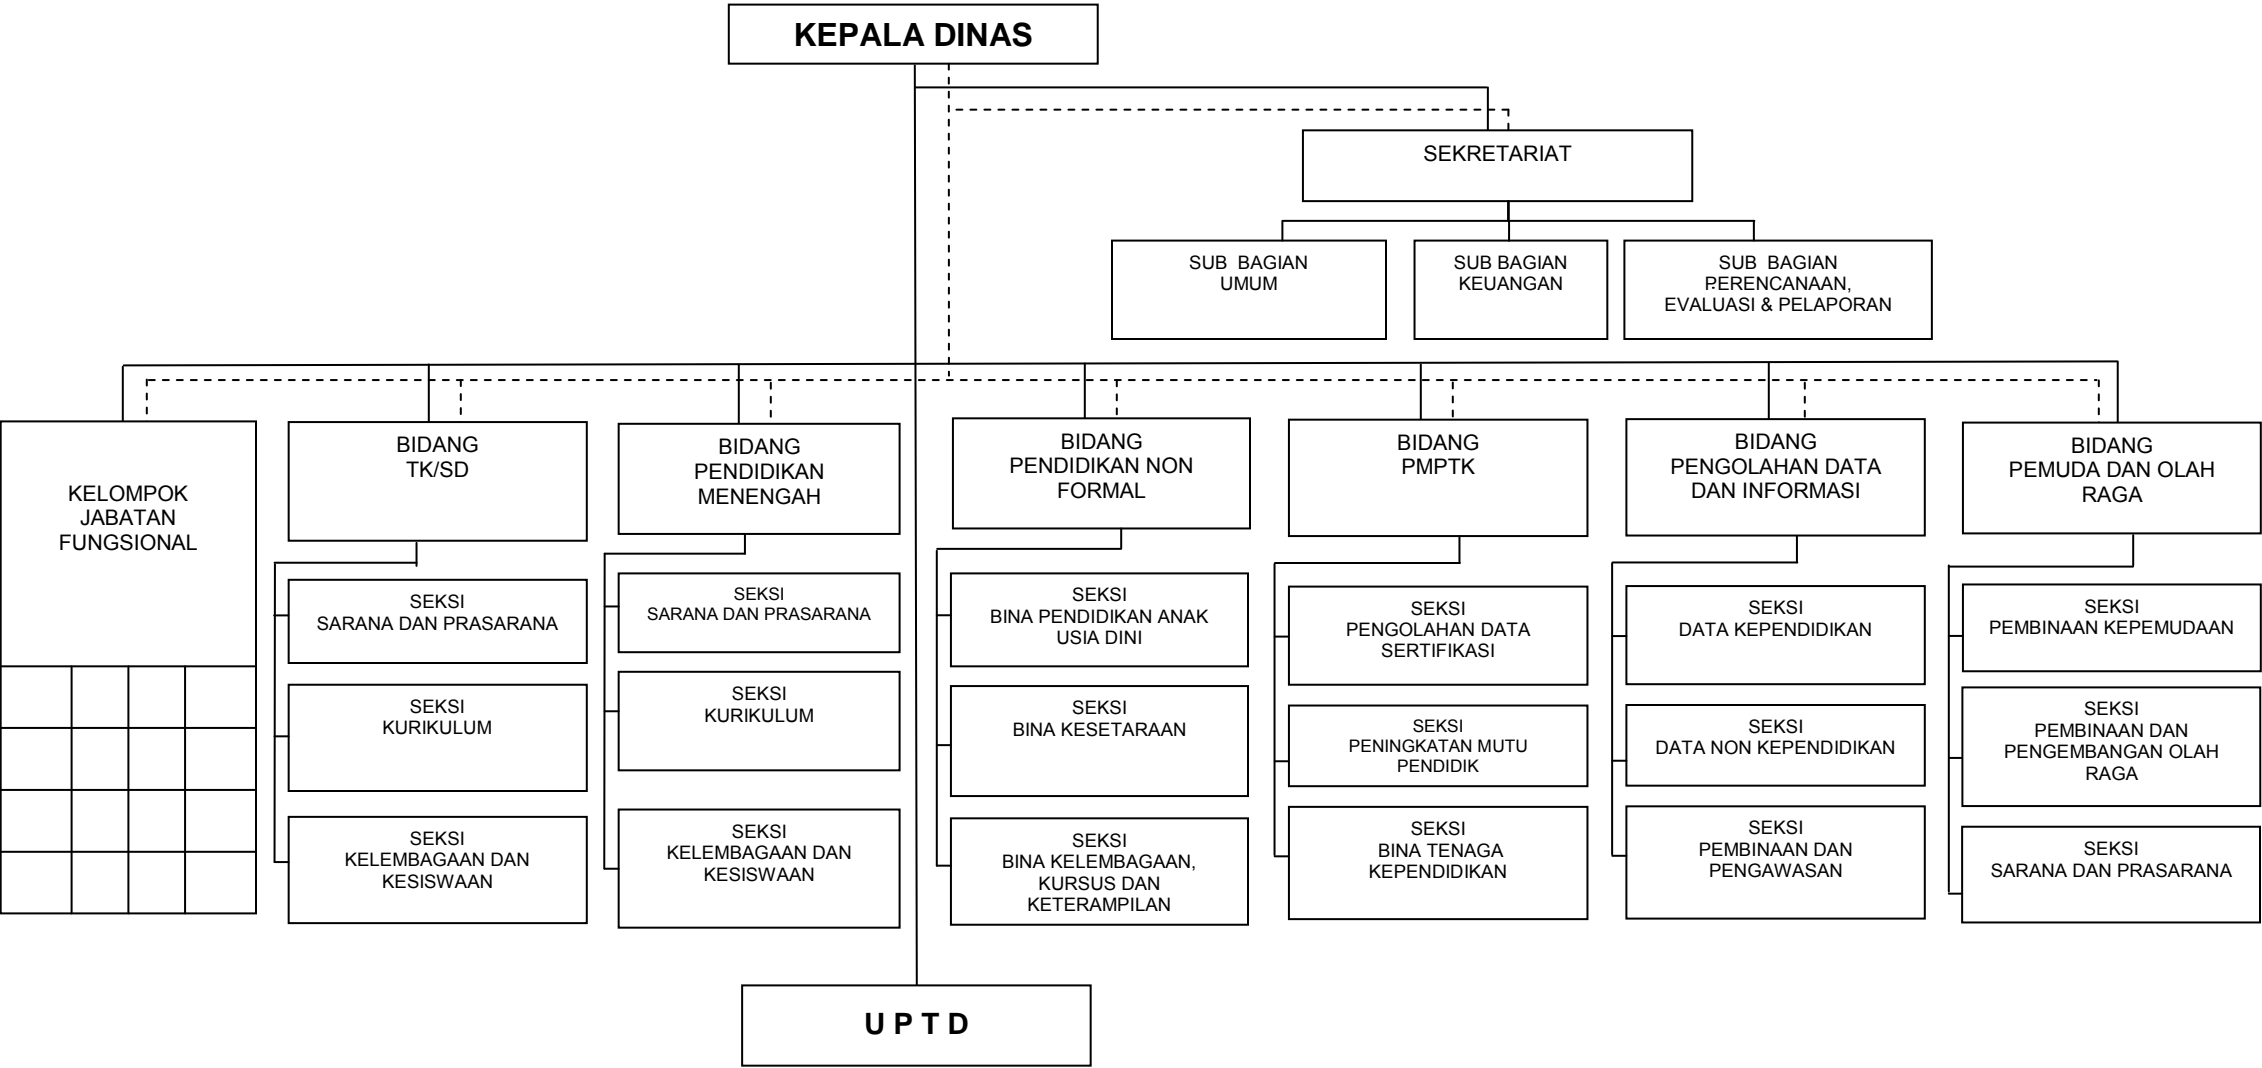 KEPALA DINAS
SEKRETARIAT
SUB BAGIAN
UMUM
SUB BAGIAN
KEUANGAN
SUB BAGIAN
PERENCANAAN,
EVALUASI & PELAPORAN
KELOMPOK
JABATAN
FUNGSIONAL
BIDANG
TK/SD
SEKSI
SARANA DAN PRASARANA
SEKSI
KURIKULUM
SEKSI
KELEMBAGAAN DAN
KESISWAAN
BIDANG
PENDIDIKAN
MENENGAH
SEKSI
SARANA DAN PRASARANA
SEKSI
KURIKULUM
SEKSI
KELEMBAGAAN DAN
KESISWAAN
BIDANG
PENDIDIKAN NON
FORMAL
SEKSI
BINA PENDIDIKAN ANAK
USIA DINI
SEKSI
BINA KESETARAAN
SEKSI
BINA KELEMBAGAAN,
KURSUS DAN
KETERAMPILAN
BIDANG
PMPTK
SEKSI
PENGOLAHAN DATA
SERTIFIKASI
SEKSI
PENINGKATAN MUTU
PENDIDIK
SEKSI
BINA TENAGA
KEPENDIDIKAN
BIDANG
PENGOLAHAN DATA
DAN INFORMASI
SEKSI
DATA KEPENDIDIKAN
SEKSI
DATA NON KEPENDIDIKAN
SEKSI
PEMBINAAN DAN
PENGAWASAN
BIDANG
PEMUDA DAN OLAH
RAGA
SEKSI
PEMBINAAN KEPEMUDAAN
SEKSI
PEMBINAAN DAN
PENGEMBANGAN OLAH
RAGA
SEKSI
SARANA DAN PRASARANA
U P T D